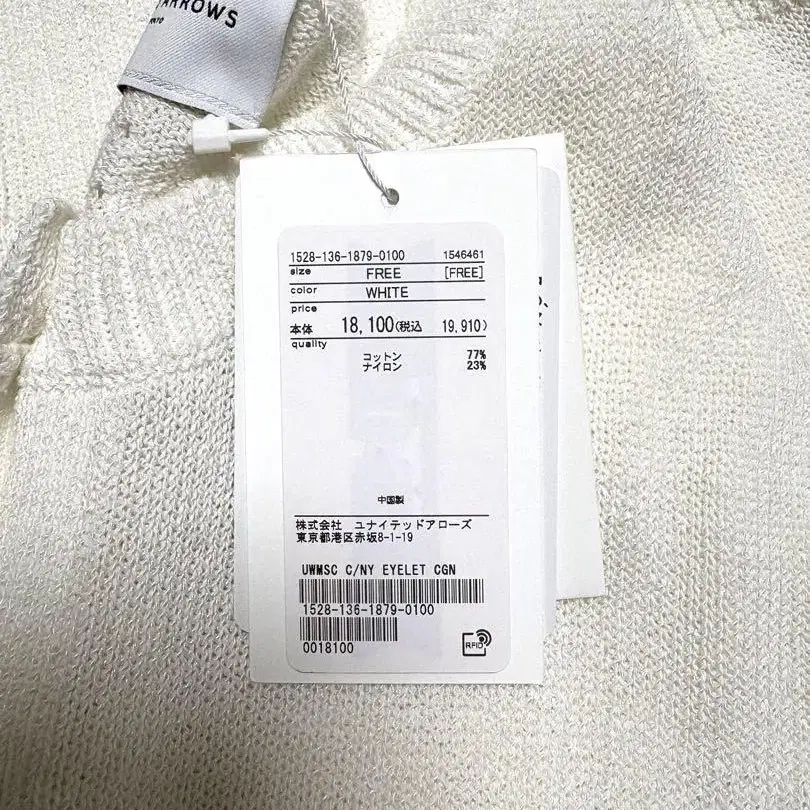 ARROWS
1528-136-1879-0100 1546461
size FREE [FREE]
color WHITE
price
本体 18,100(税込 19,910)
quality
コットン 77%
ナイロン 23%
中国製
株式会社 ユナイテッドアローズ
東京都港区赤坂8-1-19
UWMSC C/NY EYELET CGN
1528-136-1879-0100
0018100
RFID